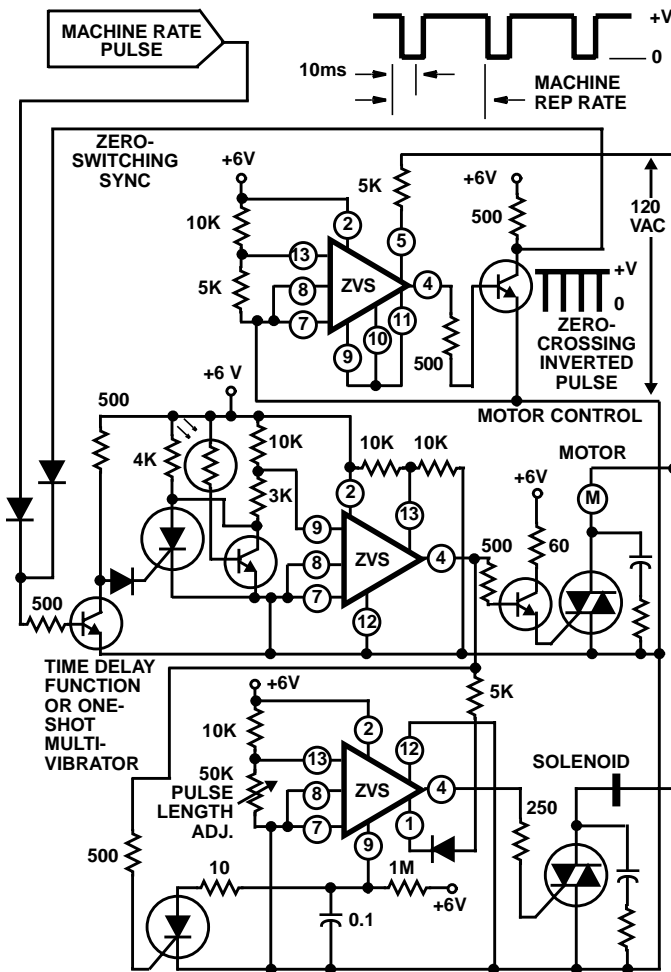 MACHINE RATE
PULSE
+V
0
10ms
MACHINE
REP RATE
ZERO-
SWITCHING
SYNC
+6V
5K
+6V
10K
2
500
120
VAC
13
5
5K
8
ZVS
4
+V
0
7
10
11
9
500
ZERO-
CROSSING
INVERTED
PULSE
+6 V
MOTOR CONTROL
500
4K
10K
10K
10K
MOTOR
3K
2
+6V
M
9
13
8
ZVS
4
500
60
7
12
500
TIME DELAY
FUNCTION
OR ONE-
SHOT
MULTI-
VIBRATOR
+6V
5K
10K
2
12
13
SOLENOID
50K
PULSE
LENGTH
ADJ.
8
ZVS
4
250
7
1
9
500
10
1M
+6V
0.1